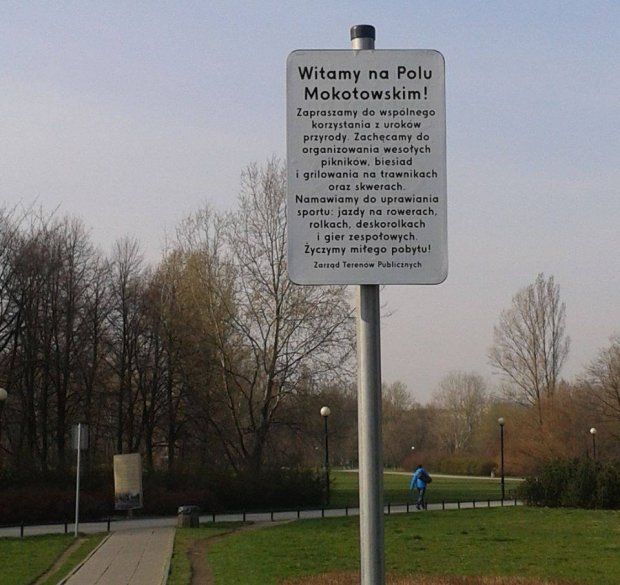 Witamy na Polu
Mokotowskim!
Zapraszamy do wspólnego
korzystania z uroków
przyrody. Zachęcamy do
organizowania wesołych
pikników, biesiad
i grilowania na trawnikach
oraz skwerach.
Namawiamy do uprawiania
sportu: jazdy na rowerach,
rolkach, deskorolkach
i gier zespołowych.
Życzymy miłego pobytu!
Zarząd Terenów Publicznych